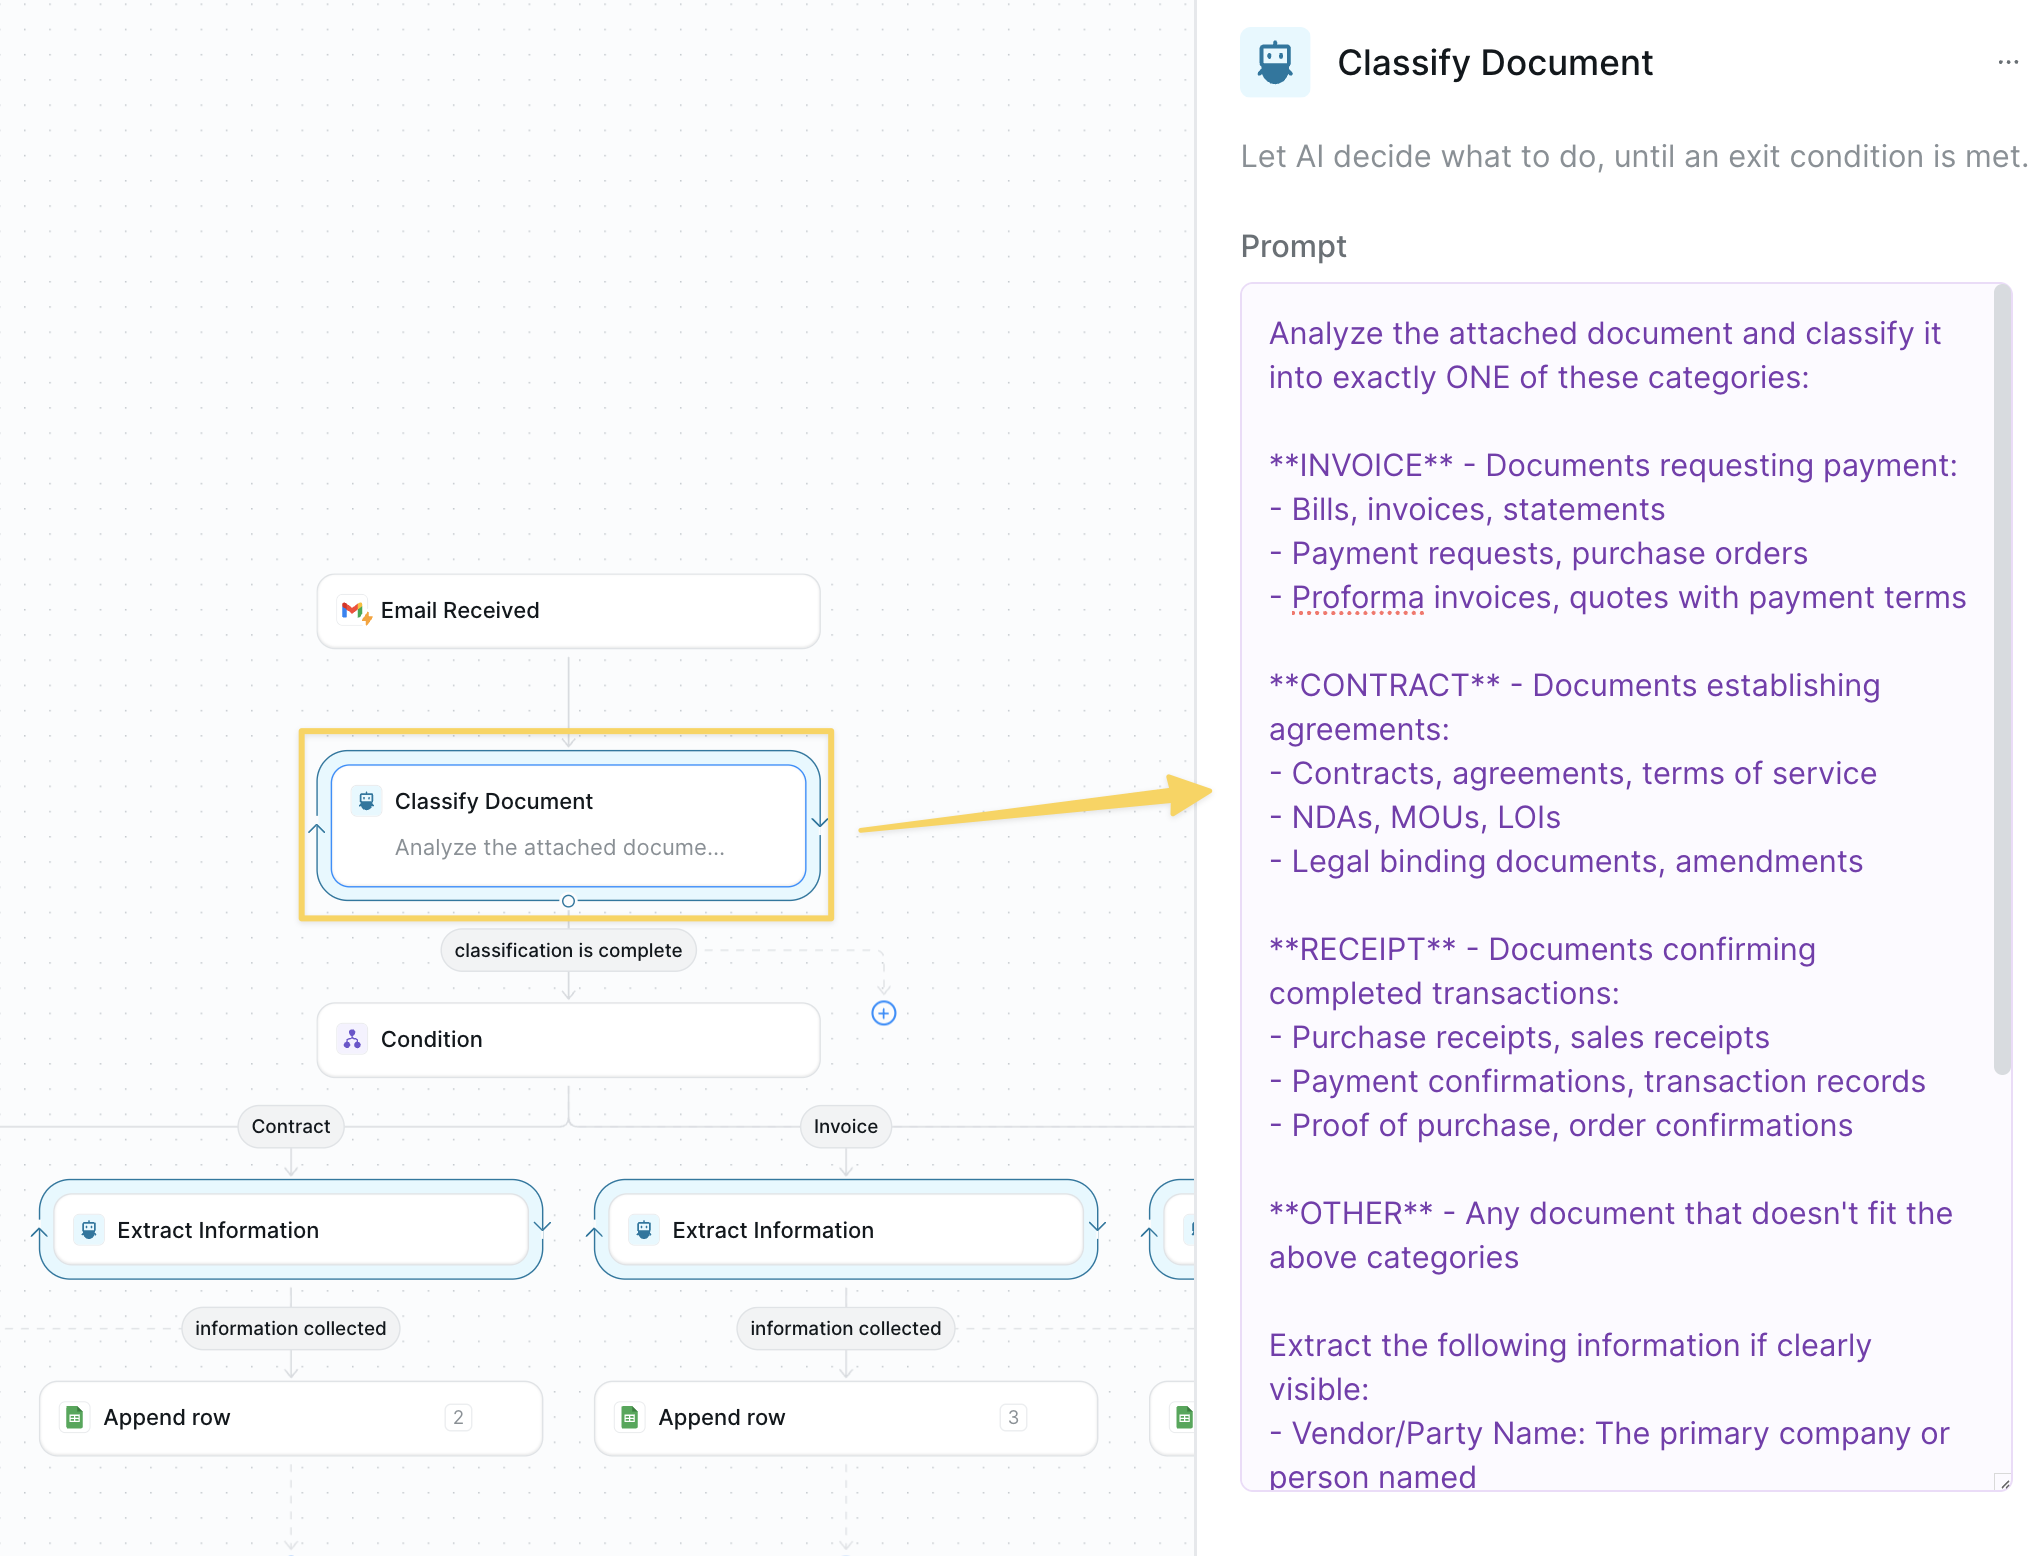 Email Received
Classify Document
Analyze the attached docume...
classification is complete
Condition
Contract
Invoice
Extract Information
Extract Information
information collected
information collected
Append row
2
Append row
3
Classify Document
...
Let AI decide what to do, until an exit condition is met.
Prompt
Analyze the attached document and classify it
into exactly ONE of these categories:
**INVOICE** - Documents requesting payment:
- Bills, invoices, statements
- Payment requests, purchase orders
- Proforma invoices, quotes with payment terms
**CONTRACT** - Documents establishing
agreements:
- Contracts, agreements, terms of service
- NDAs, MOUs, LOIs
- Legal binding documents, amendments
**RECEIPT** - Documents confirming
completed transactions:
- Purchase receipts, sales receipts
- Payment confirmations, transaction records
- Proof of purchase, order confirmations
**OTHER** - Any document that doesn't fit the
above categories
Extract the following information if clearly
visible:
- Vendor/Party Name: The primary company or
person named